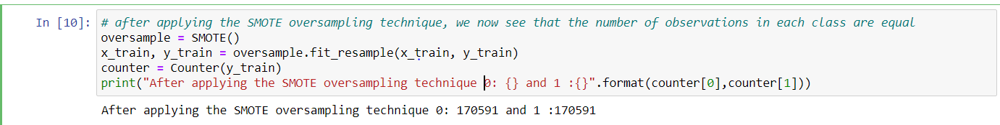 In [10]: # after applying the SMOTE oversampling technique, we now see that the number of observations in each class are equal
oversample = SMOTE()
x_train, y_train = oversample.fit_resample(x_train, y_train)
counter = Counter(y_train)
print("After applying the SMOTE oversampling technique 0: {} and 1 :{}".format(counter[0],counter[1]))
After applying the SMOTE oversampling technique 0: 170591 and 1 :170591